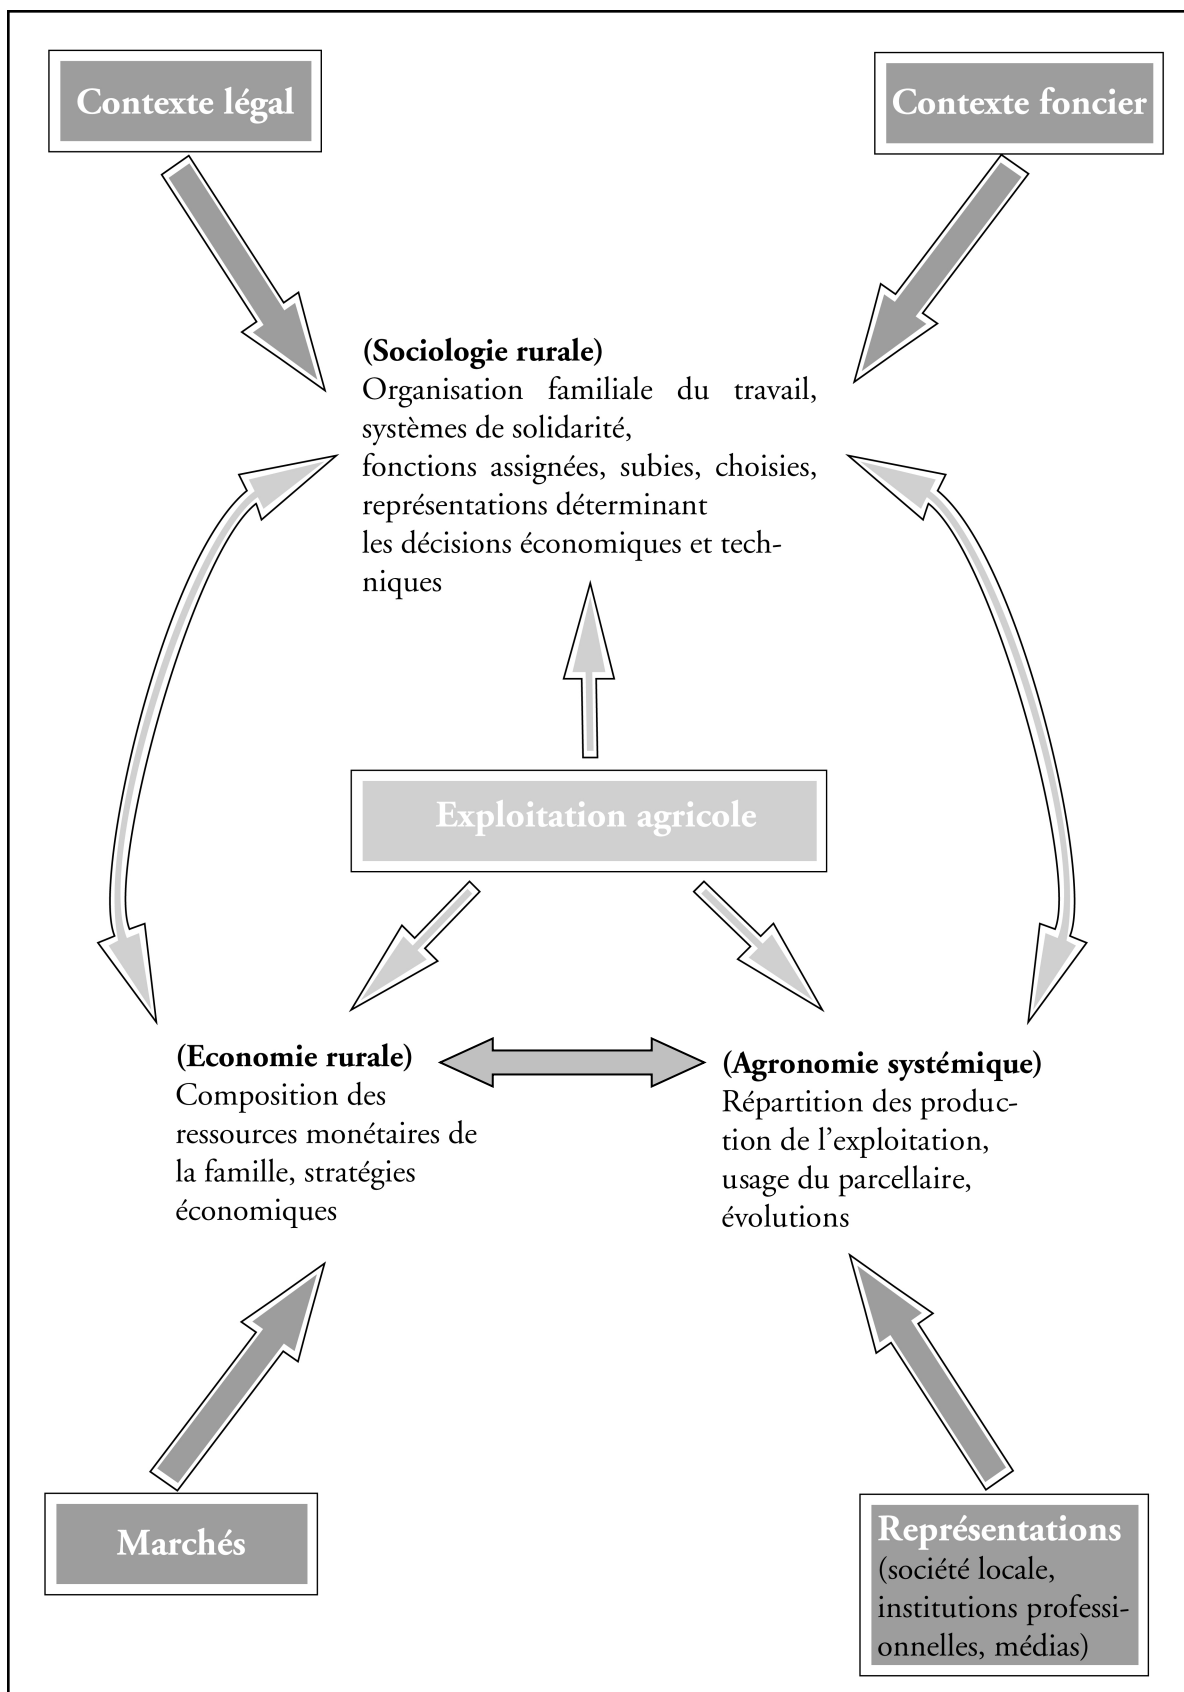 Contexte légal
Contexte foncier
(Sociologie rurale)
Organisation familiale du travail,
systèmes de solidarité,
fonctions assignées, subies, choisies,
représentations déterminant
les décisions économiques et tech-
niques
Exploitation agricole
(Economie rurale)
Composition des
ressources monétaires de
la famille, stratégies
économiques
(Agronomie systémique)
Répartition des produc-
tion de l’exploitation,
usage du parcellaire,
évolutions
Marchés
Représentations
(société locale,
institutions professi-
onnelles, médias)